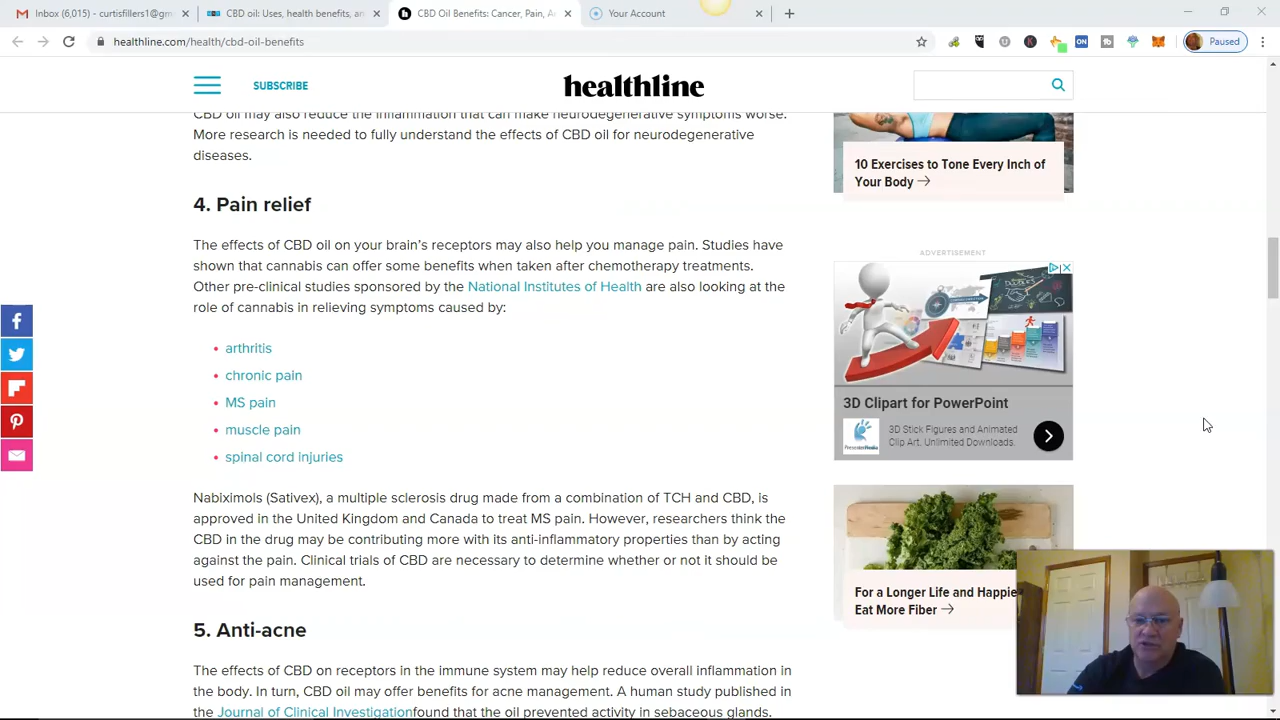 Inbox (6,015) - curtisfillers1@gm
CBD oil: Uses, health benefits, an
CBD Oil Benefits: Cancer, Pain, A
Your Account
healthline.com/health/cbd-oil-benefits
ON
Paused
SUBSCRIBE
healthline
CBD oil may also reduce the inflammation that can make neurodegenerative symptoms worse.
More research is needed to fully understand the effects of CBD oil for neurodegenerative
diseases.
4. Pain relief
The effects of CBD oil on your brain's receptors may also help you manage pain. Studies have
shown that cannabis can offer some benefits when taken after chemotherapy treatments.
Other pre-clinical studies sponsored by the National Institutes of Health are also looking at the
role of cannabis in relieving symptoms caused by:
• arthritis
• chronic pain
• MS pain
• muscle pain
• spinal cord injuries
Nabiximols (Sativex), a multiple sclerosis drug made from a combination of TCH and CBD, is
approved in the United Kingdom and Canada to treat MS pain. However, researchers think the
CBD in the drug may be contributing more with its anti-inflammatory properties than by acting
against the pain. Clinical trials of CBD are necessary to determine whether or not it should be
used for pain management.
5. Anti-acne
The effects of CBD on receptors in the immune system may help reduce overall inflammation in
the body. In turn, CBD oil may offer benefits for acne management. A human study published in
the Journal of Clinical Investigationfound that the oil prevented activity in sebaceous glands.
10 Exercises to Tone Every Inch of
Your Body
ADVERTISEMENT
3D Clipart for PowerPoint
3D Stick Figures and Animated
Clip Art. Unlimited Downloads.
For a Longer Life and Happie
Eat More Fiber